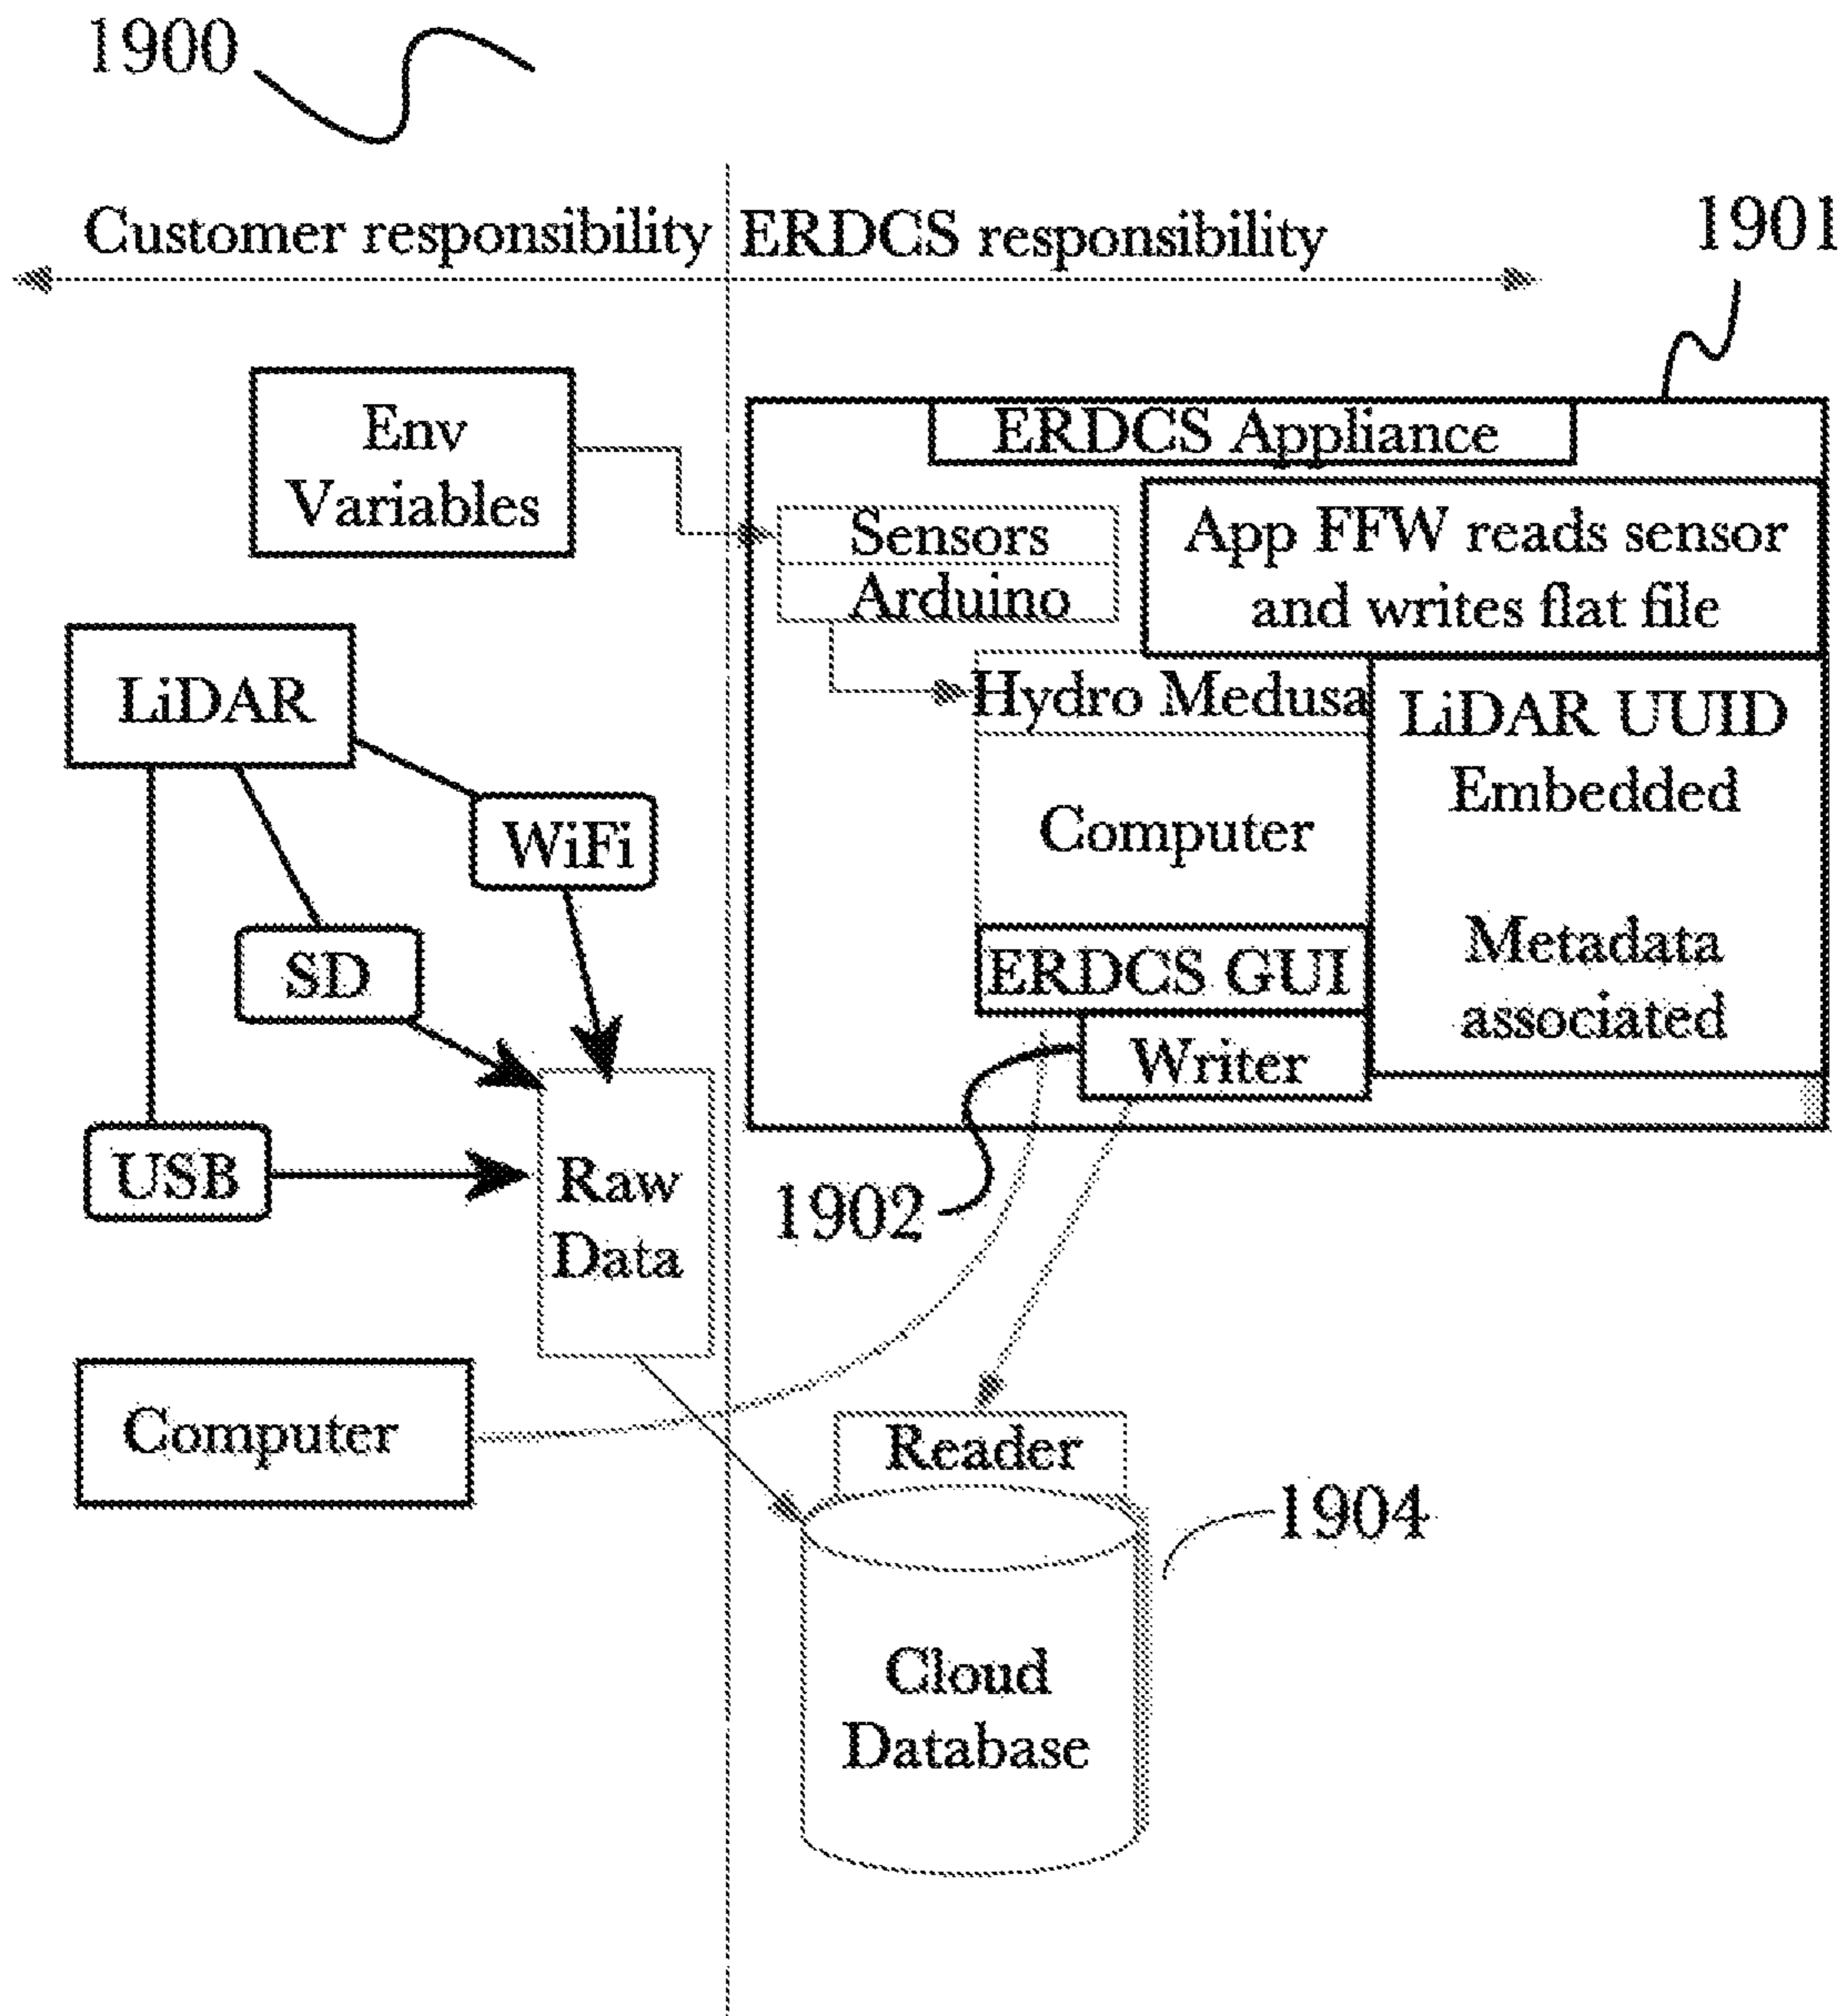 1900
Customer responsibility
ERDCS responsibility
1901
Env
Variables
ERDCS Appliance
Sensors
Arduino
App FFW reads sensor
and writes flat file
LiDAR
Hydro Medusa
LiDAR UUID
Embedded
WiFi
Computer
SD
ERDCS GUI
Metadata
associated
Writer
USB
Raw
Data
1902
Computer
Reader
1904
Cloud
Database